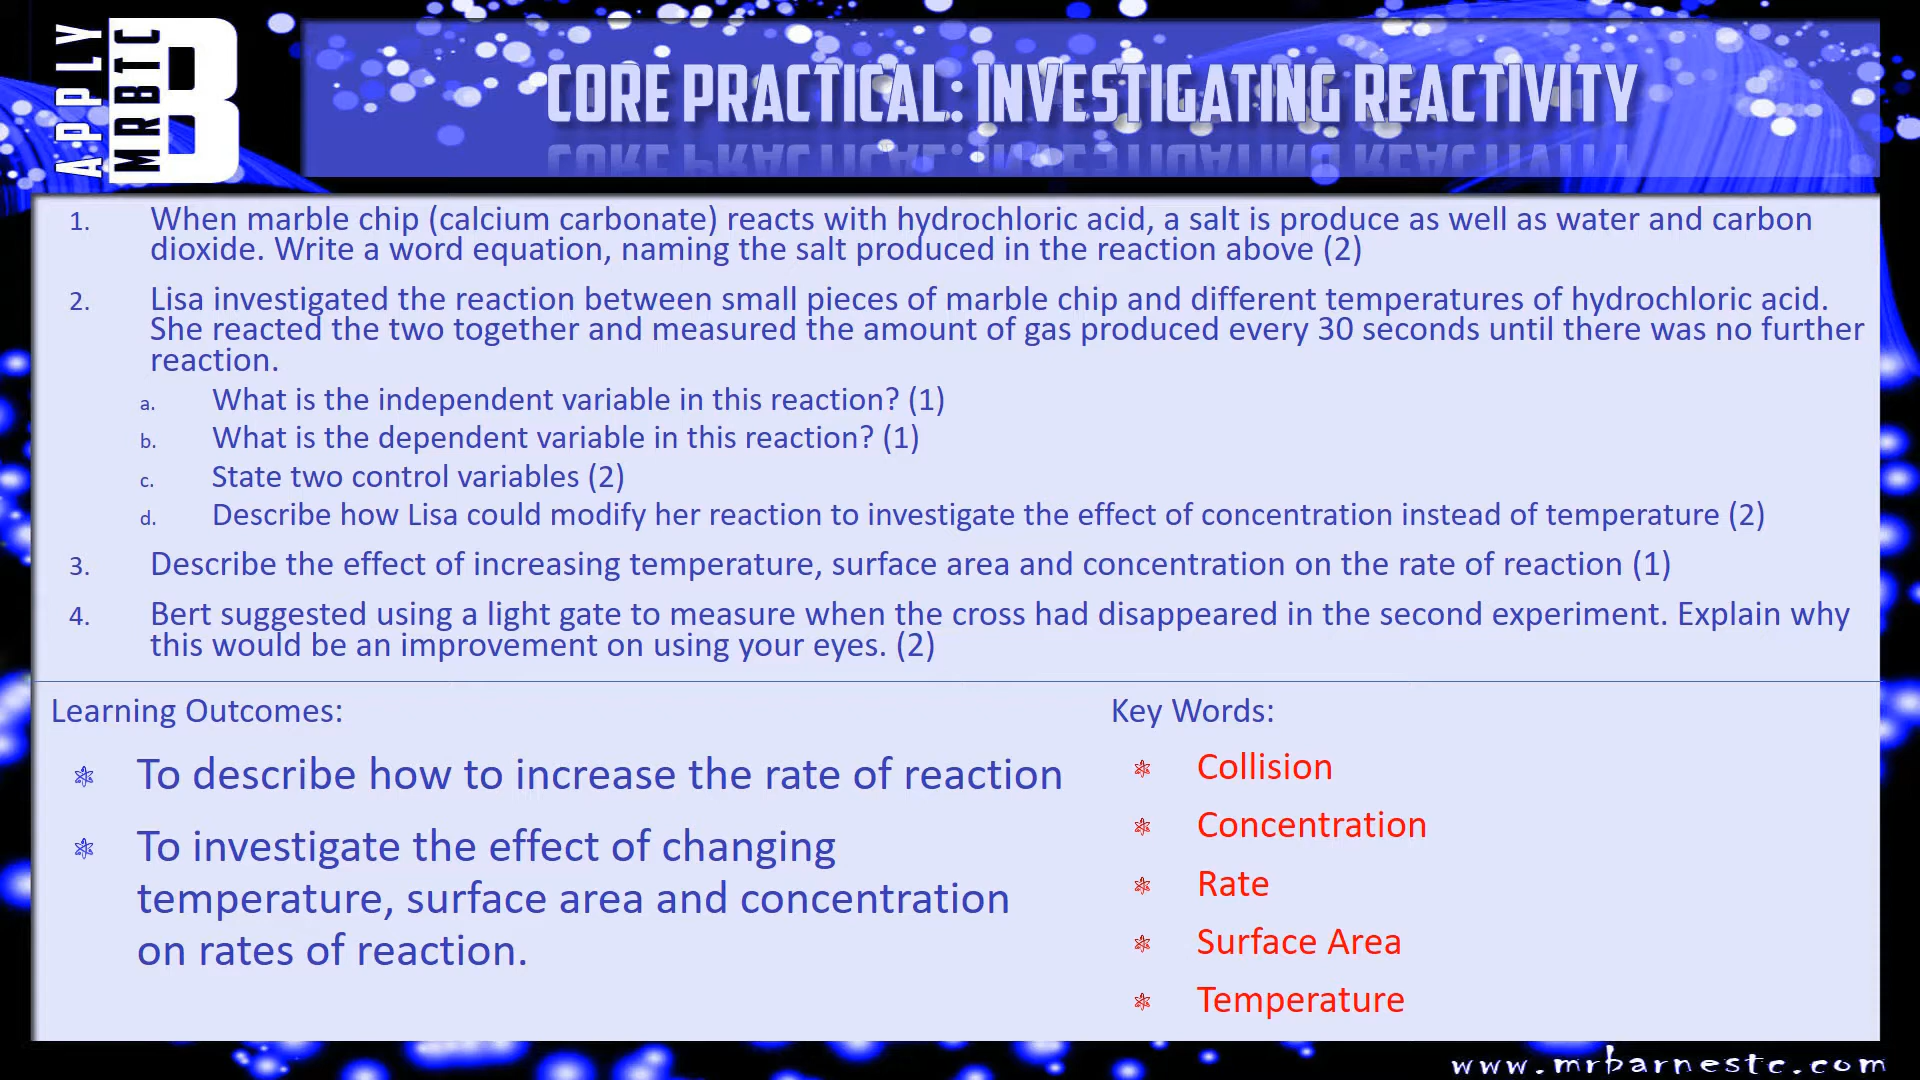 APPLY
MRBTC
B
CORE PRACTICAL: INVESTIGATING REACTIVITY
1. When marble chip (calcium carbonate) reacts with hydrochloric acid, a salt is produce as well as water and carbon
dioxide. Write a word equation, naming the salt produced in the reaction above (2)
2. Lisa investigated the reaction between small pieces of marble chip and different temperatures of hydrochloric acid.
She reacted the two together and measured the amount of gas produced every 30 seconds until there was no further
reaction.
a. What is the independent variable in this reaction? (1)
b. What is the dependent variable in this reaction? (1)
c. State two control variables (2)
d. Describe how Lisa could modify her reaction to investigate the effect of concentration instead of temperature (2)
3. Describe the effect of increasing temperature, surface area and concentration on the rate of reaction (1)
4. Bert suggested using a light gate to measure when the cross had disappeared in the second experiment. Explain why
this would be an improvement on using your eyes. (2)
Learning Outcomes:
To describe how to increase the rate of reaction
To investigate the effect of changing
temperature, surface area and concentration
on rates of reaction.
Key Words:
Collision
Concentration
Rate
Surface Area
Temperature
www.mrbarnestc.com